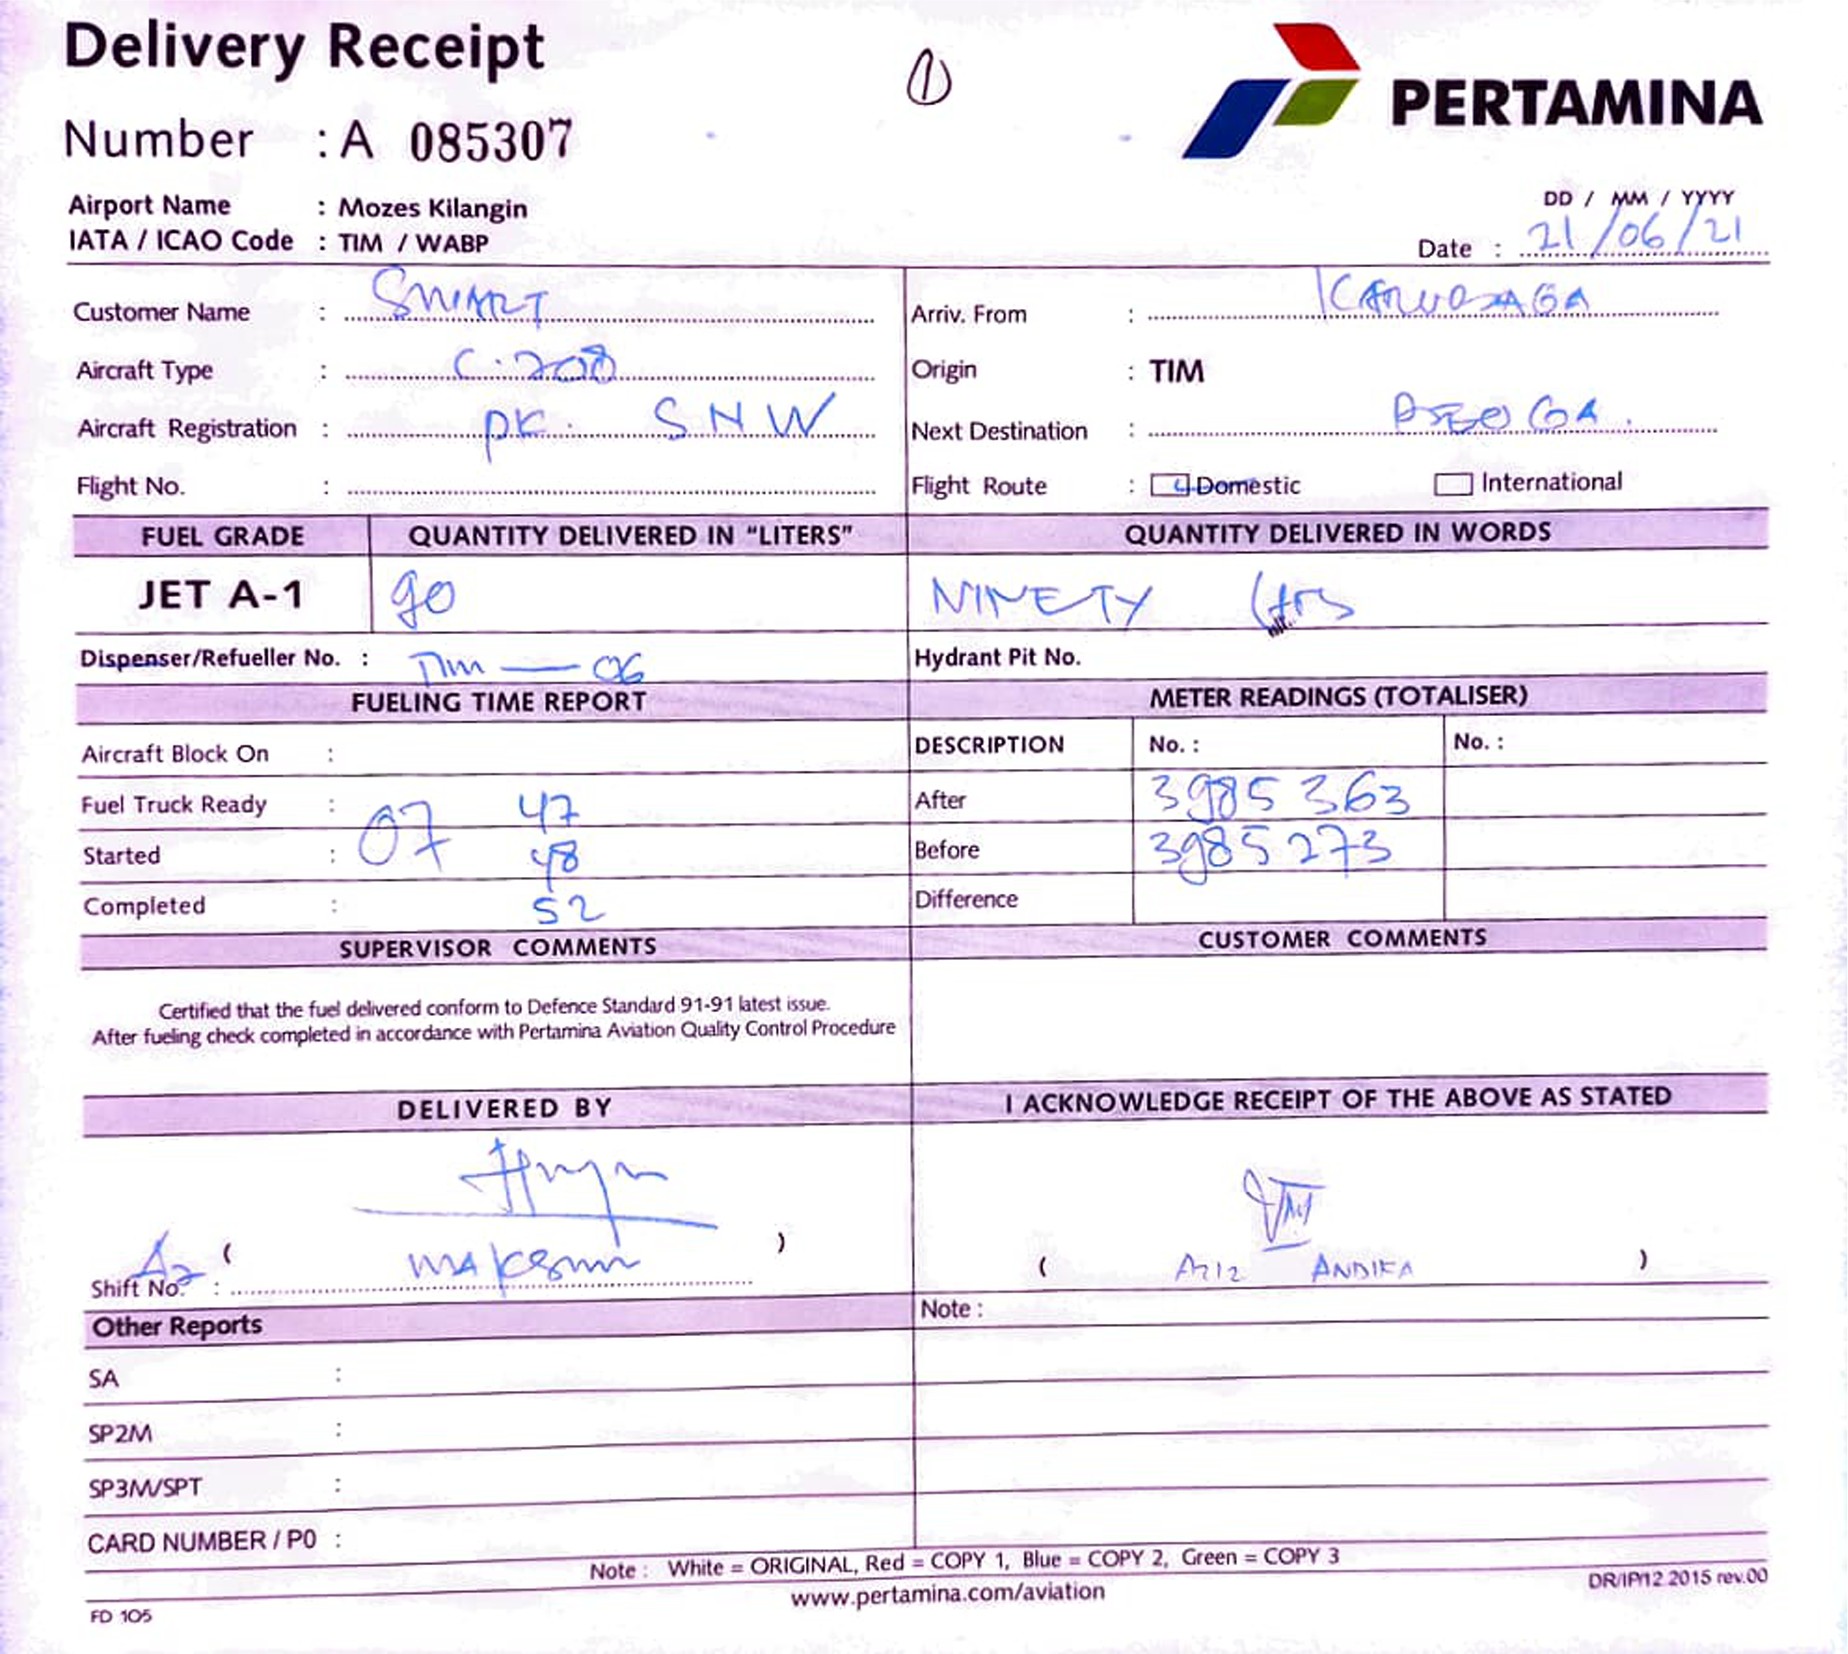 Delivery Receipt
1
PERTAMINA
Number : A 085307
Airport Name : Mozes Kilangin
IATA / ICAO Code : TIM / WABP
DD / MM / YYYY
Date : 21/06/21
Customer Name : SMART
Arriv. From :
Aircraft Type : C.208
Origin : TIM
Aircraft Registration : PK. SNW
Next Destination :
Flight No. :
Flight Route : Domestic International
FUEL GRADE QUANTITY DELIVERED IN "LITERS" QUANTITY DELIVERED IN WORDS
JET A-1 90 NINETY Ltrs
Dispenser/Refueller No. : TIM — 06 Hydrant Pit No.
FUELING TIME REPORT METER READINGS (TOTALISER)
Aircraft Block On :
DESCRIPTION No. : No. :
Fuel Truck Ready : 07 47
After 3985363
Started : 48
Before 3985273
Completed : 52
Difference
SUPERVISOR COMMENTS CUSTOMER COMMENTS
Certified that the fuel delivered conform to Defence Standard 91-91 latest issue.
After fueling check completed in accordance with Pertamina Aviation Quality Control Procedure
DELIVERED BY I ACKNOWLEDGE RECEIPT OF THE ABOVE AS STATED
( )
( AZIZ ANDIKA )
Shift No. :
Other Reports Note :
SA :
SP2M :
SP3M/SPT :
CARD NUMBER / PO :
Note : White = ORIGINAL, Red = COPY 1, Blue = COPY 2, Green = COPY 3
www.pertamina.com/aviation
DR/IP/12 2015 rev.00
FD 105